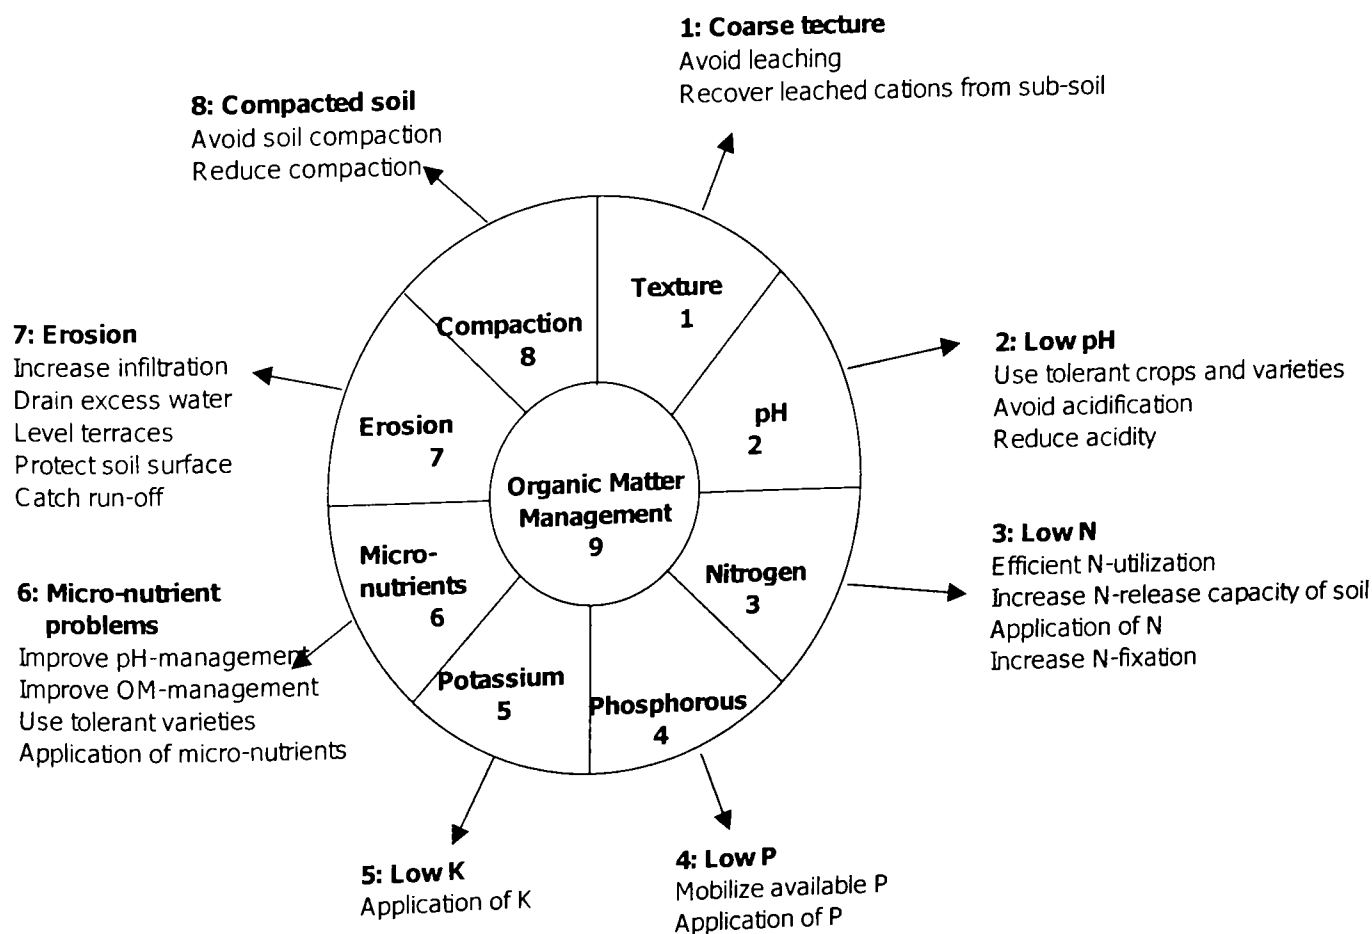 1: Coarse tecture
Avoid leaching
Recover leached cations from sub-soil
8: Compacted soil
Avoid soil compaction
Reduce compaction
Texture
1
Compaction
8
7: Erosion
Increase infiltration
Drain excess water
Level terraces
Protect soil surface
Catch run-off
2: Low pH
Use tolerant crops and varieties
Avoid acidification
Reduce acidity
Erosion
7
pH
2
Organic Matter
Management
9
3: Low N
Efficient N-utilization
Increase N-release capacity of soil
Application of N
Increase N-fixation
Micro-
nutrients
6
Nitrogen
3
6: Micro-nutrient
problems
Improve pH-management
Improve OM-management
Use tolerant varieties
Application of micro-nutrients
Potassium
5
Phosphorous
4
5: Low K
Application of K
4: Low P
Mobilize available P
Application of P